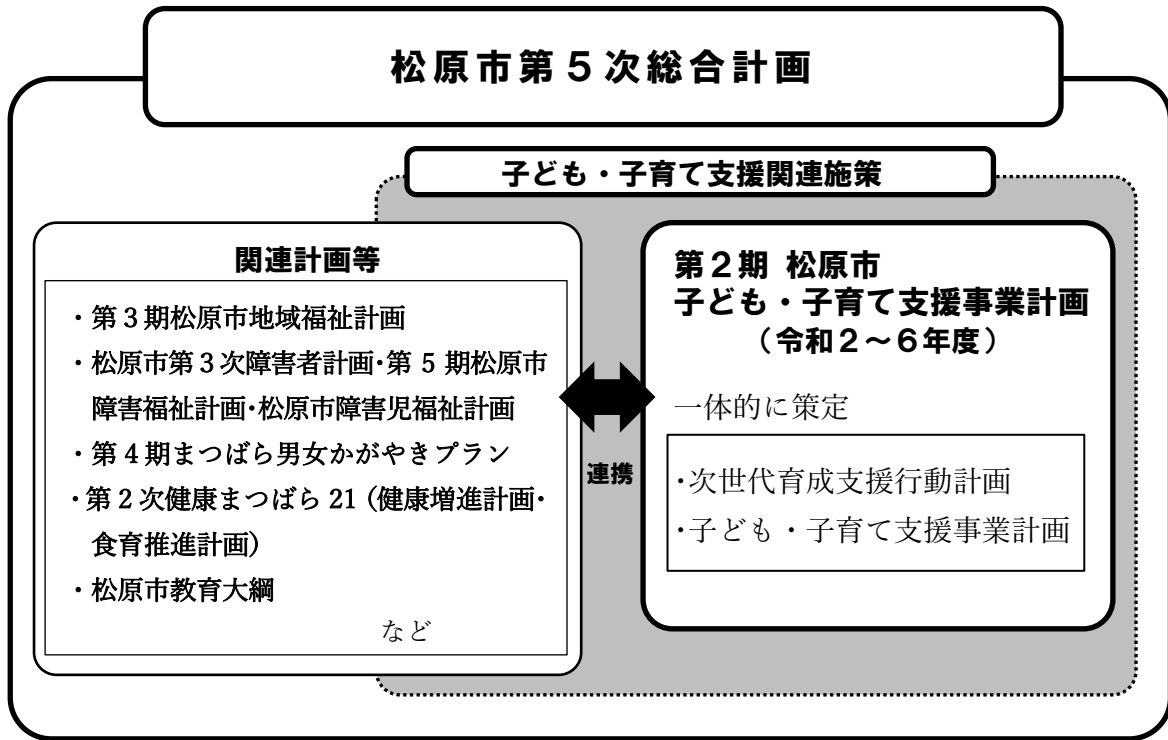 松原市第５次総合計画
子ども・子育て支援関連施策
関連計画等
・第３期松原市地域福祉計画
・松原市第３次障害者計画・第５期松原市
障害福祉計画・松原市障害児福祉計画
・第４期まつばら男女かがやきプラン
・第２次健康まつばら 21（健康増進計画・
食育推進計画）
・松原市教育大綱
など
連携
第２期 松原市
子ども・子育て支援事業計画
（令和２～６年度）
一体的に策定
・次世代育成支援行動計画
・子ども・子育て支援事業計画